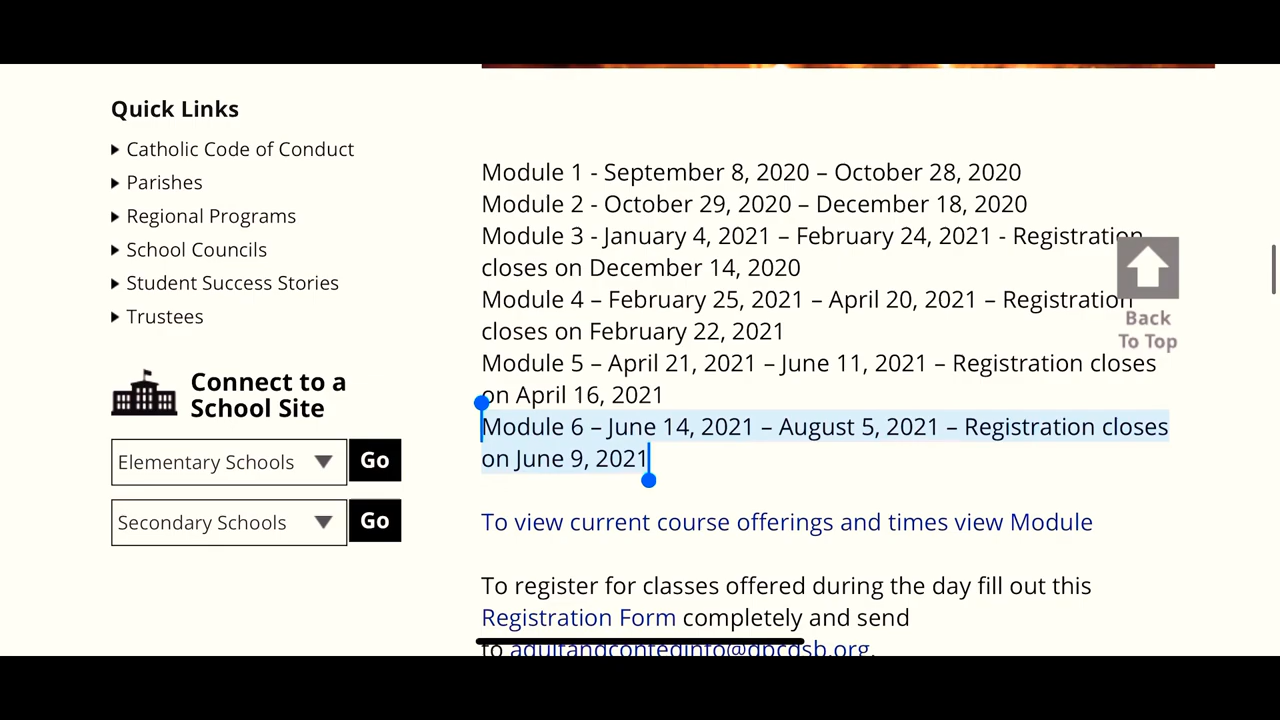 Quick Links
Catholic Code of Conduct
Parishes
Regional Programs
School Councils
Student Success Stories
Trustees
Connect to a
School Site
Elementary Schools
Go
Secondary Schools
Go
Module 1 - September 8, 2020 – October 28, 2020
Module 2 - October 29, 2020 – December 18, 2020
Module 3 - January 4, 2021 – February 24, 2021 - Registration
closes on December 14, 2020
Module 4 – February 25, 2021 – April 20, 2021 – Registration
closes on February 22, 2021
Module 5 – April 21, 2021 – June 11, 2021 – Registration closes
on April 16, 2021
Module 6 – June 14, 2021 – August 5, 2021 – Registration closes
on June 9, 2021
To view current course offerings and times view Module
To register for classes offered during the day fill out this
Registration Form completely and send
to adultandcontedinfo@dpcdsb.org.
Back
To Top